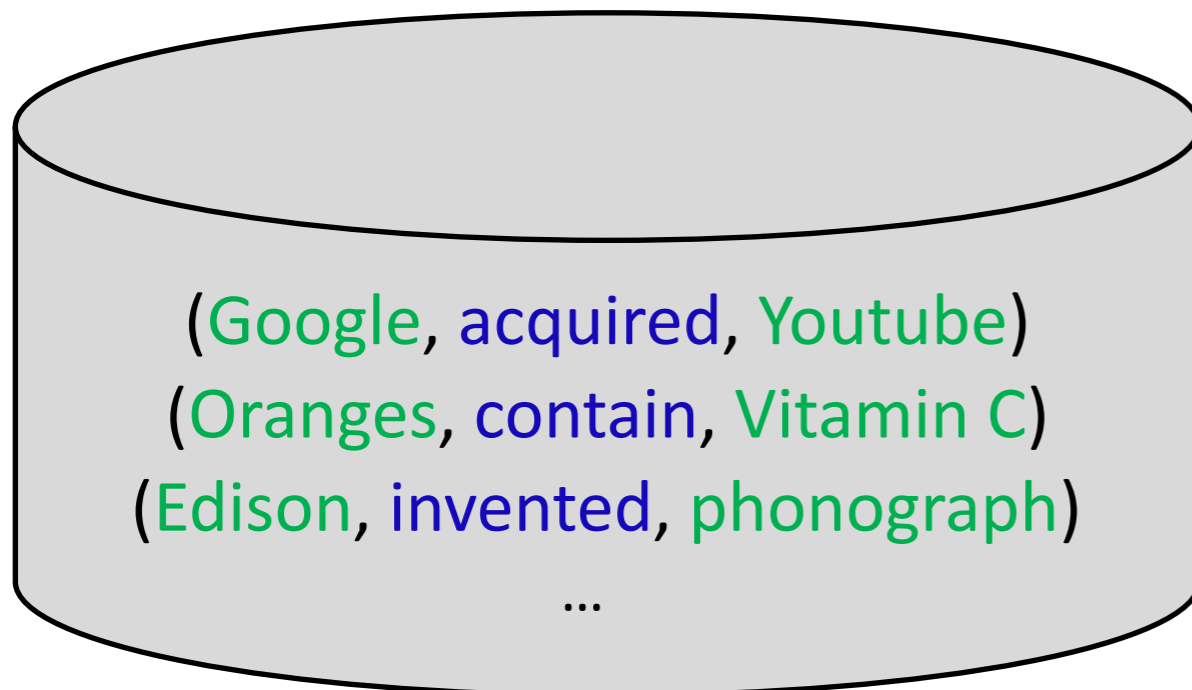 (Google, acquired, Youtube)
(Oranges, contain, Vitamin C)
(Edison, invented, phonograph)
...